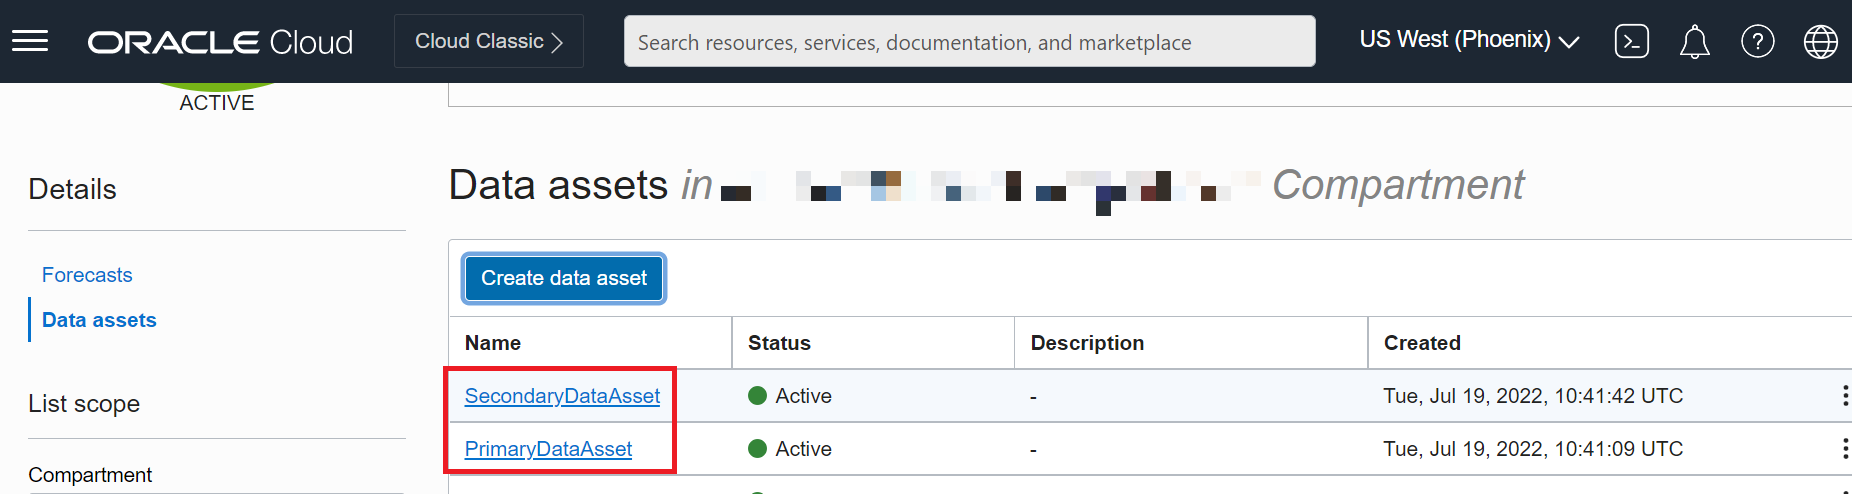 ORACLE Cloud
Cloud Classic
Search resources, services, documentation, and marketplace
US West (Phoenix)
ACTIVE
Details
Forecasts
Data assets
List scope
Compartment
Data assets in Compartment
Create data asset
Name Status Description Created
SecondaryDataAsset Active - Tue, Jul 19, 2022, 10:41:42 UTC
PrimaryDataAsset Active - Tue, Jul 19, 2022, 10:41:09 UTC